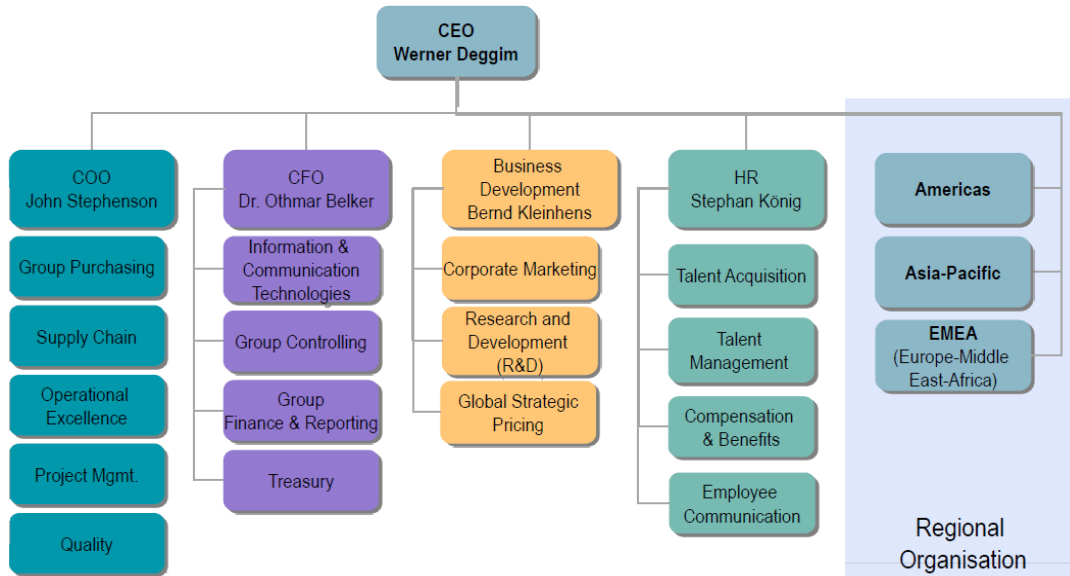 CEO
Werner Deggim
COO
John Stephenson
Group Purchasing
Supply Chain
Operational
Excellence
Project Mgmt.
Quality
CFO
Dr. Othmar Belker
Information &
Communication
Technologies
Group Controlling
Group
Finance & Reporting
Treasury
Business
Development
Bernd Kleinhens
Corporate Marketing
Research and
Development
(R&D)
Global Strategic
Pricing
HR
Stephan König
Talent Acquisition
Talent
Management
Compensation
& Benefits
Employee
Communication
Americas
Asia-Pacific
EMEA
(Europe-Middle
East-Africa)
Regional
Organisation